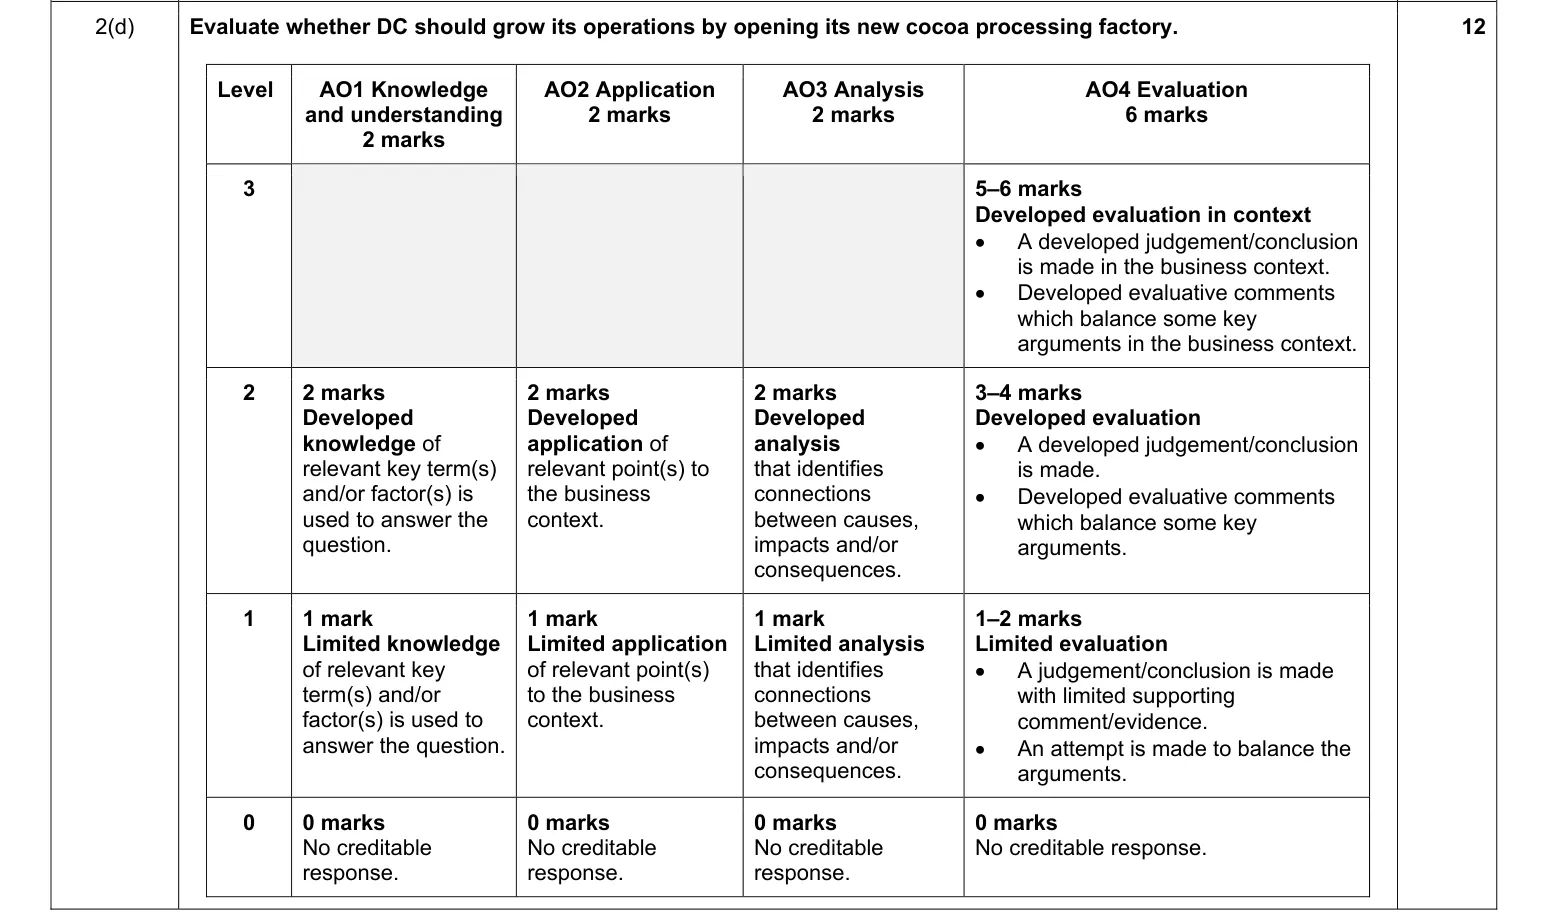 2(d)
Evaluate whether DC should grow its operations by opening its new cocoa processing factory.
12
Level
AO1 Knowledge
and understanding
2 marks
AO2 Application
2 marks
AO3 Analysis
2 marks
AO4 Evaluation
6 marks
3
5–6 marks
Developed evaluation in context
• A developed judgement/conclusion
is made in the business context.
• Developed evaluative comments
which balance some key
arguments in the business context.
2
2 marks
Developed
knowledge of
relevant key term(s)
and/or factor(s) is
used to answer the
question.
2 marks
Developed
application of
relevant point(s) to
the business
context.
2 marks
Developed
analysis
that identifies
connections
between causes,
impacts and/or
consequences.
3–4 marks
Developed evaluation
• A developed judgement/conclusion
is made.
• Developed evaluative comments
which balance some key
arguments.
1
1 mark
Limited knowledge
of relevant key
term(s) and/or
factor(s) is used to
answer the question.
1 mark
Limited application
of relevant point(s)
to the business
context.
1 mark
Limited analysis
that identifies
connections
between causes,
impacts and/or
consequences.
1–2 marks
Limited evaluation
• A judgement/conclusion is made
with limited supporting
comment/evidence.
• An attempt is made to balance the
arguments.
0
0 marks
No creditable
response.
0 marks
No creditable
response.
0 marks
No creditable
response.
0 marks
No creditable response.